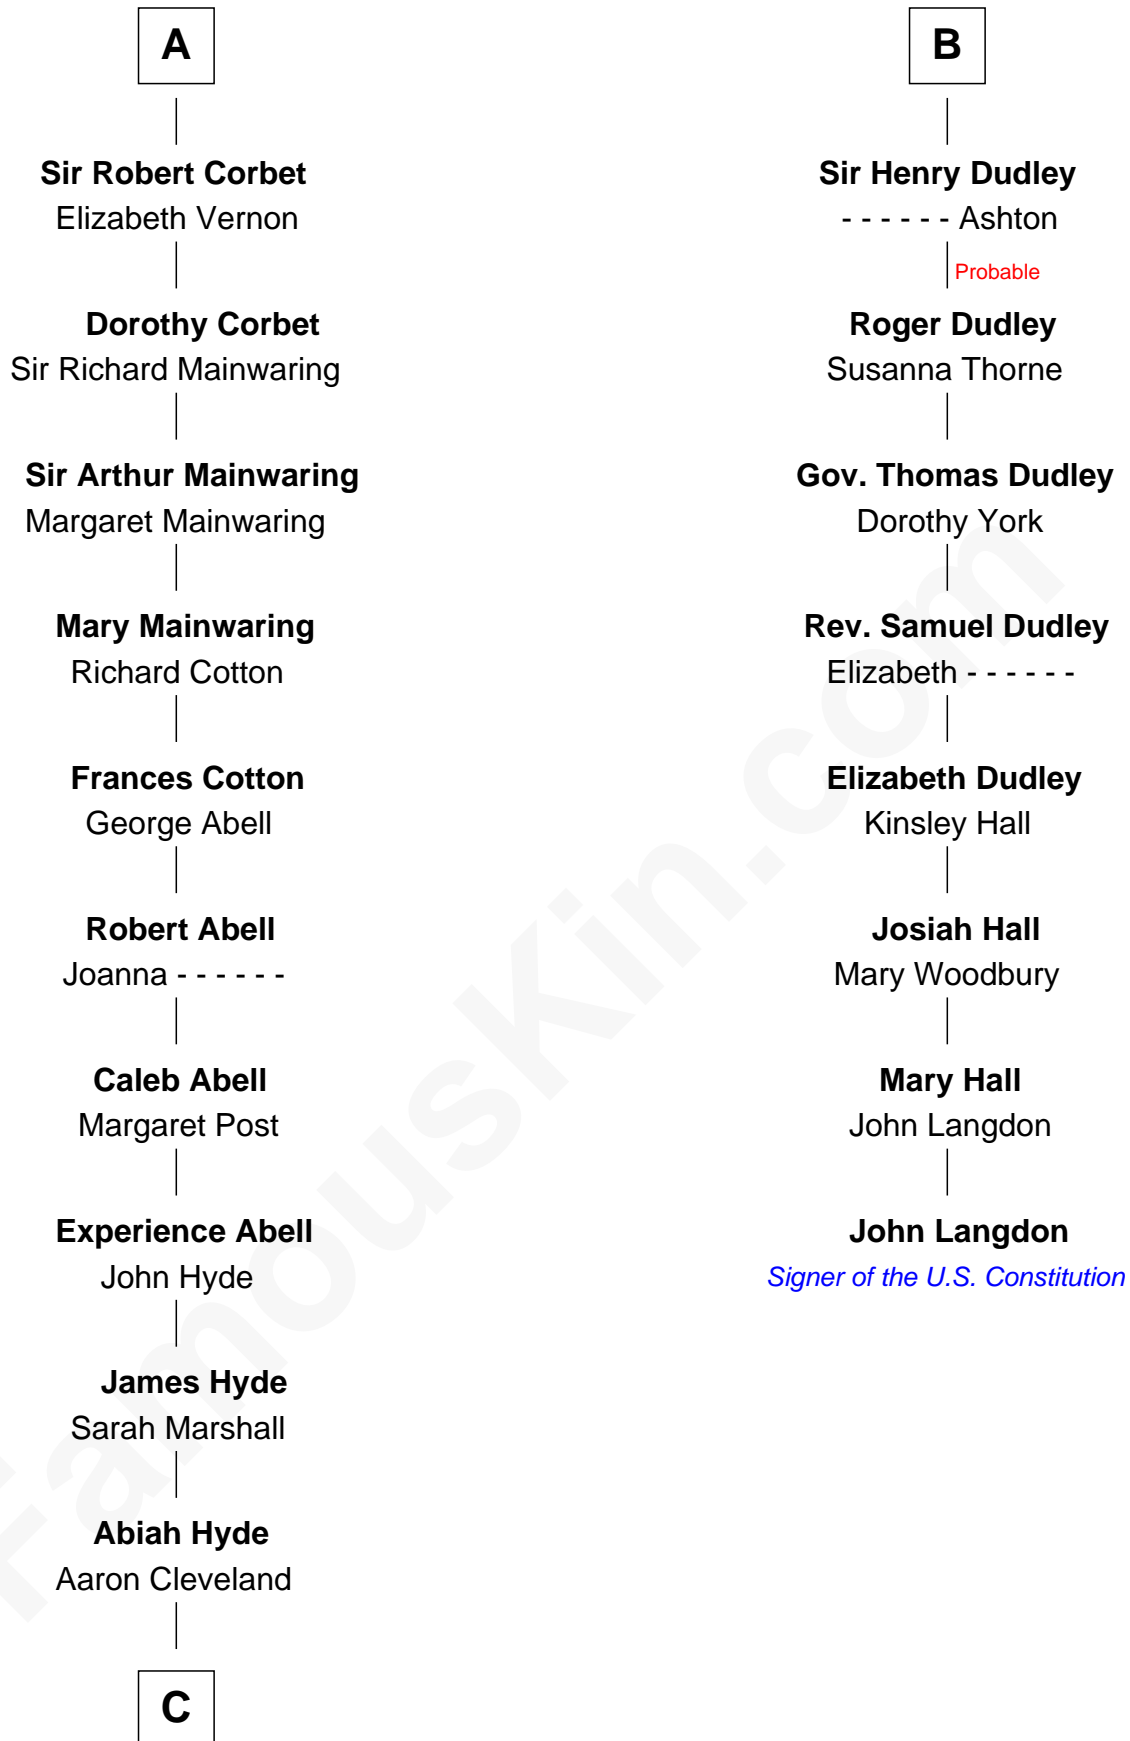 A
Sir Robert Corbet
Elizabeth Vernon
Dorothy Corbet
Sir Richard Mainwaring
Sir Arthur Mainwaring
Margaret Mainwaring
Mary Mainwaring
Richard Cotton
Frances Cotton
George Abell
Robert Abell
Joanna - - - - - -
Caleb Abell
Margaret Post
Experience Abell
John Hyde
James Hyde
Sarah Marshall
Abiah Hyde
Aaron Cleveland
C
B
Sir Henry Dudley
- - - - - - Ashton
Probable
Roger Dudley
Susanna Thorne
Gov. Thomas Dudley
Dorothy York
Rev. Samuel Dudley
Elizabeth - - - - - -
Elizabeth Dudley
Kinsley Hall
Josiah Hall
Mary Woodbury
Mary Hall
John Langdon
John Langdon
Signer of the U.S. Constitution
FamousKin.com